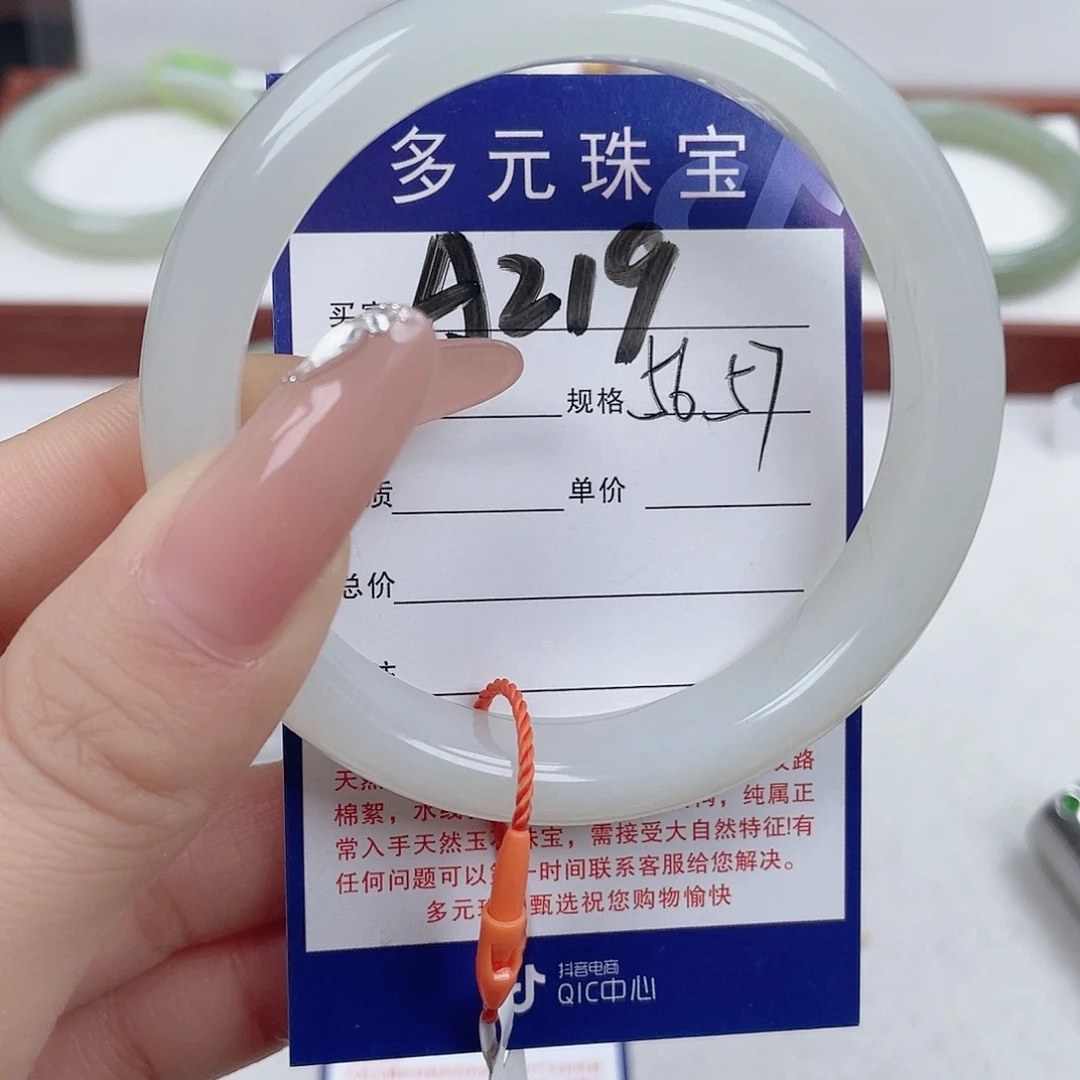 多元珠宝
买家 A219
规格 56.57
质 单价
总价
天然
棉絮，水线 ，纯属正
常入手天然玉石珠宝，需接受大自然特征!有
任何问题可以第一时间联系客服给您解决。
多元珠 甄选祝您购物愉快
抖音电商
QIC中心